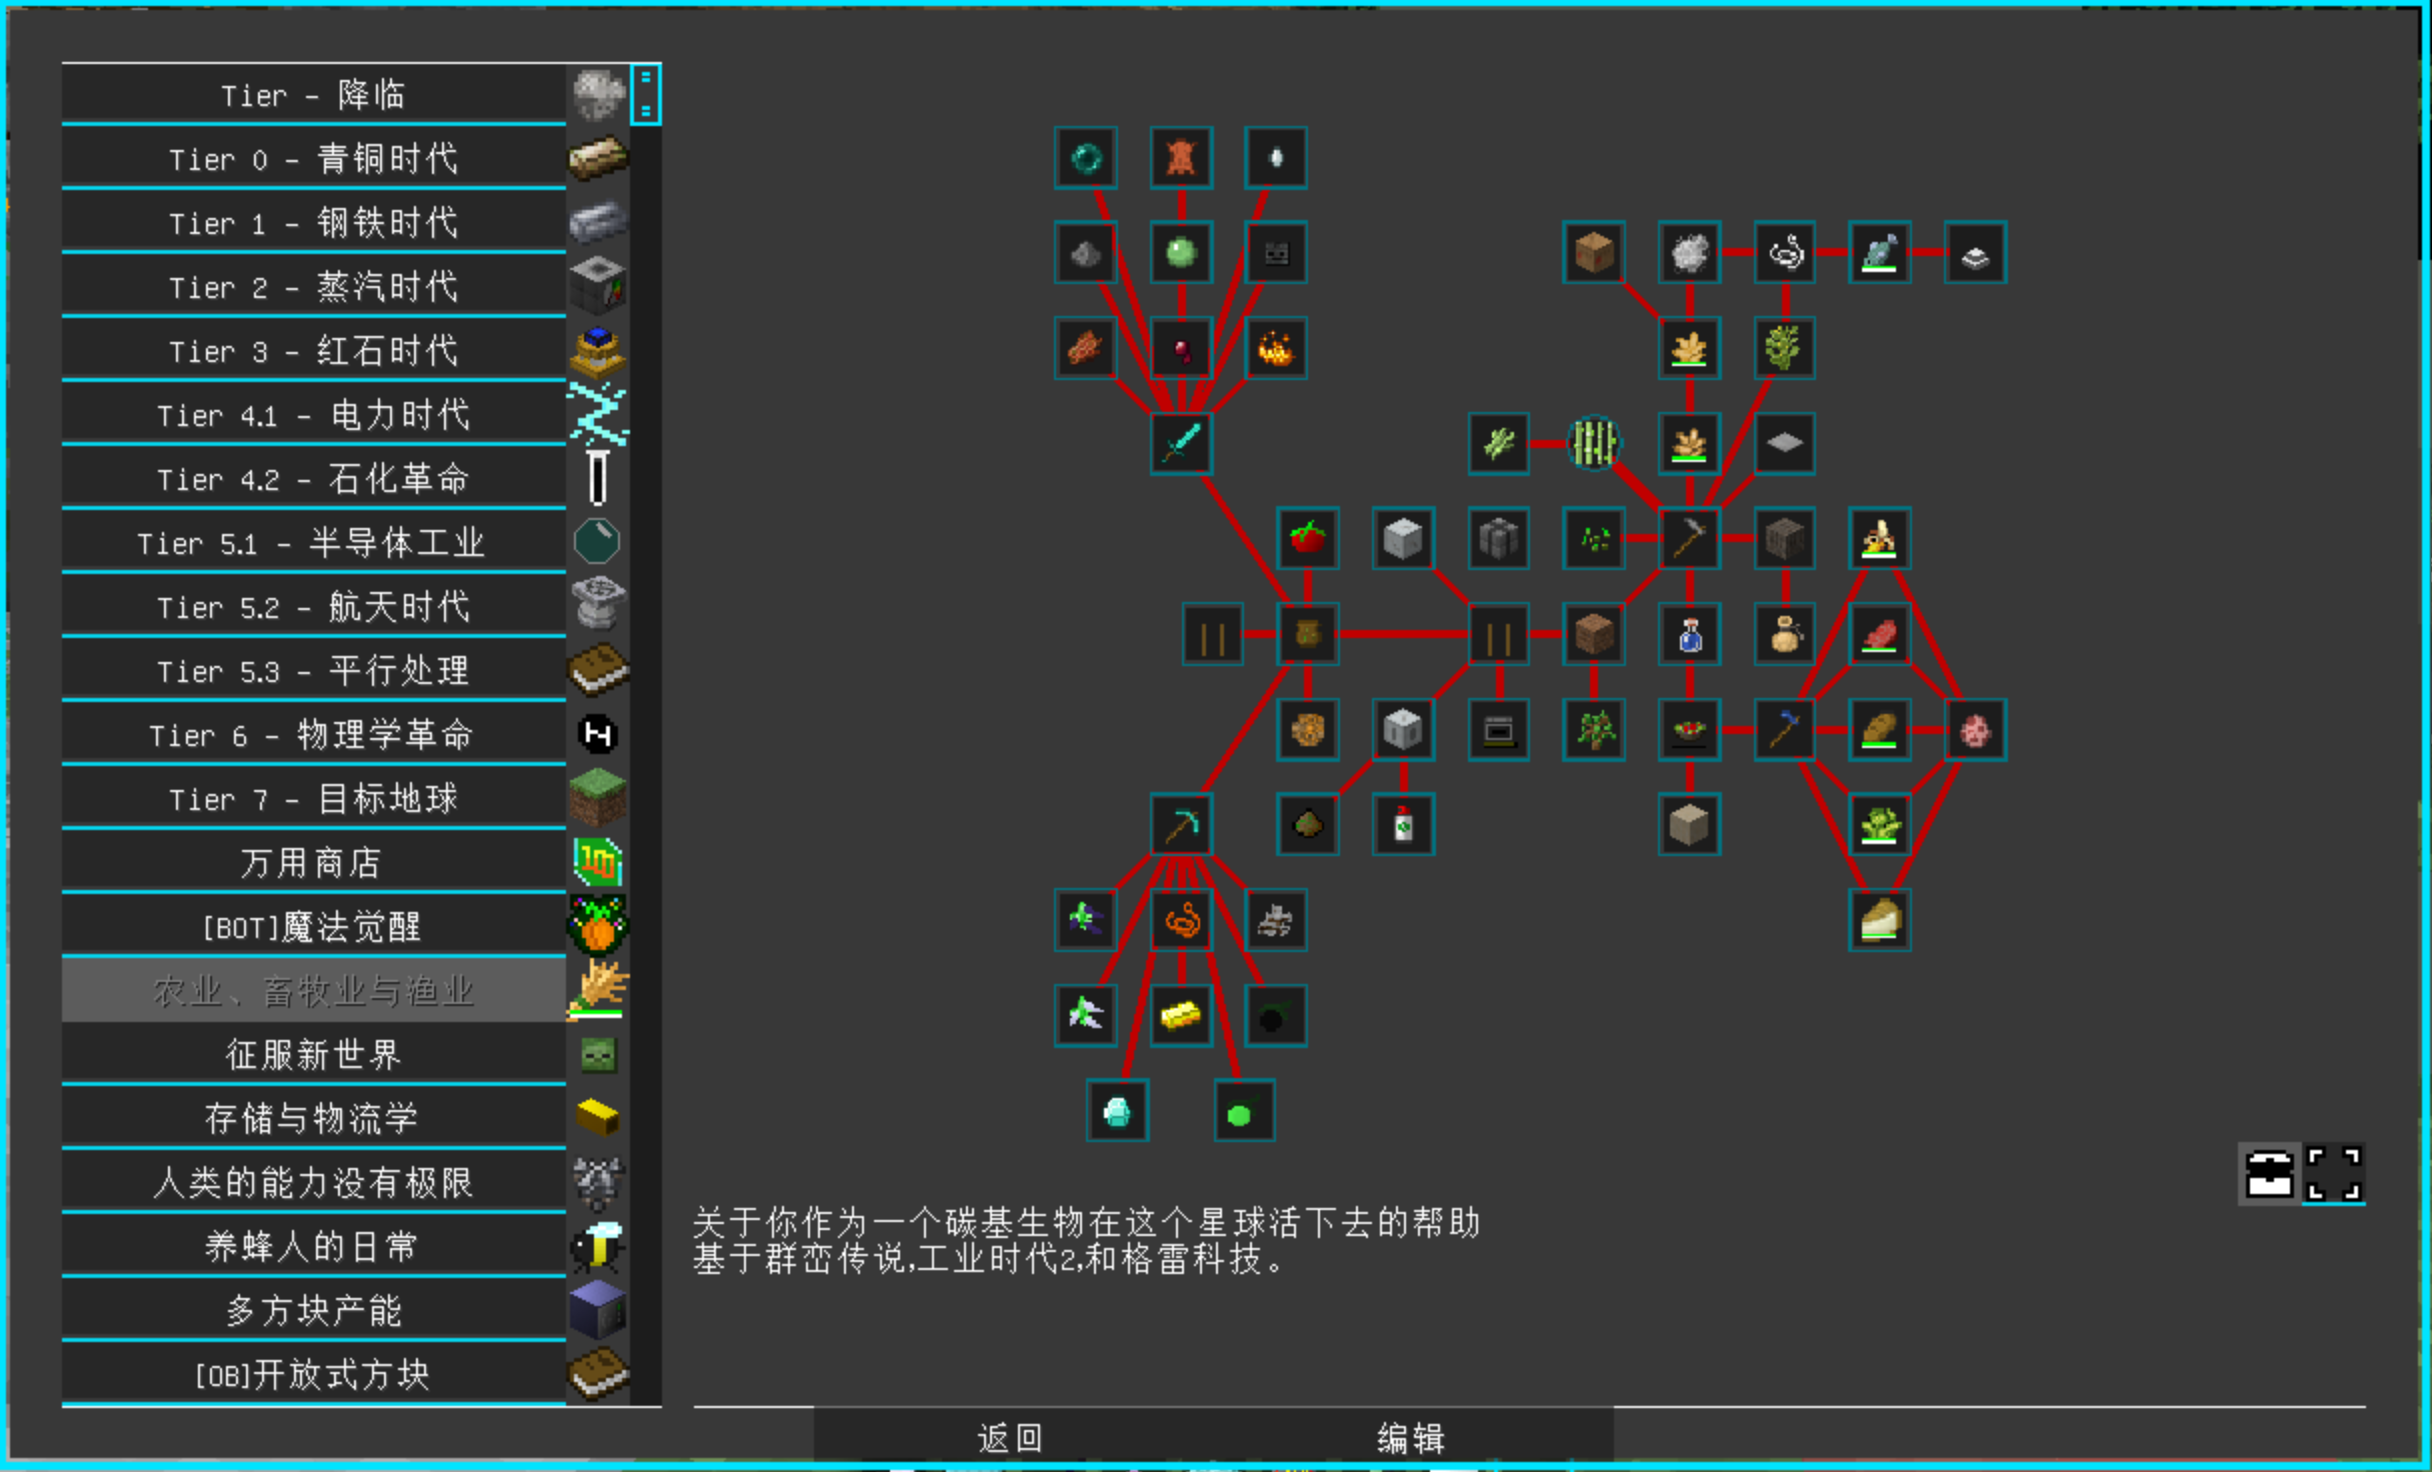 Tier - 降临
Tier 0 - 青铜时代
Tier 1 - 钢铁时代
Tier 2 - 蒸汽时代
Tier 3 - 红石时代
Tier 4.1 - 电力时代
Tier 4.2 - 石化革命
Tier 5.1 - 半导体工业
Tier 5.2 - 航天时代
Tier 5.3 - 平行处理
Tier 6 - 物理学革命
Tier 7 - 目标地球
万用商店
[BOT]魔法觉醒
农业、畜牧业与渔业
征服新世界
存储与物流学
人类的能力没有极限
养蜂人的日常
多方块产能
[OB]开放式方块
关于你作为一个碳基生物在这个星球活下去的帮助
基于群峦传说,工业时代2,和格雷科技。
返回
编辑